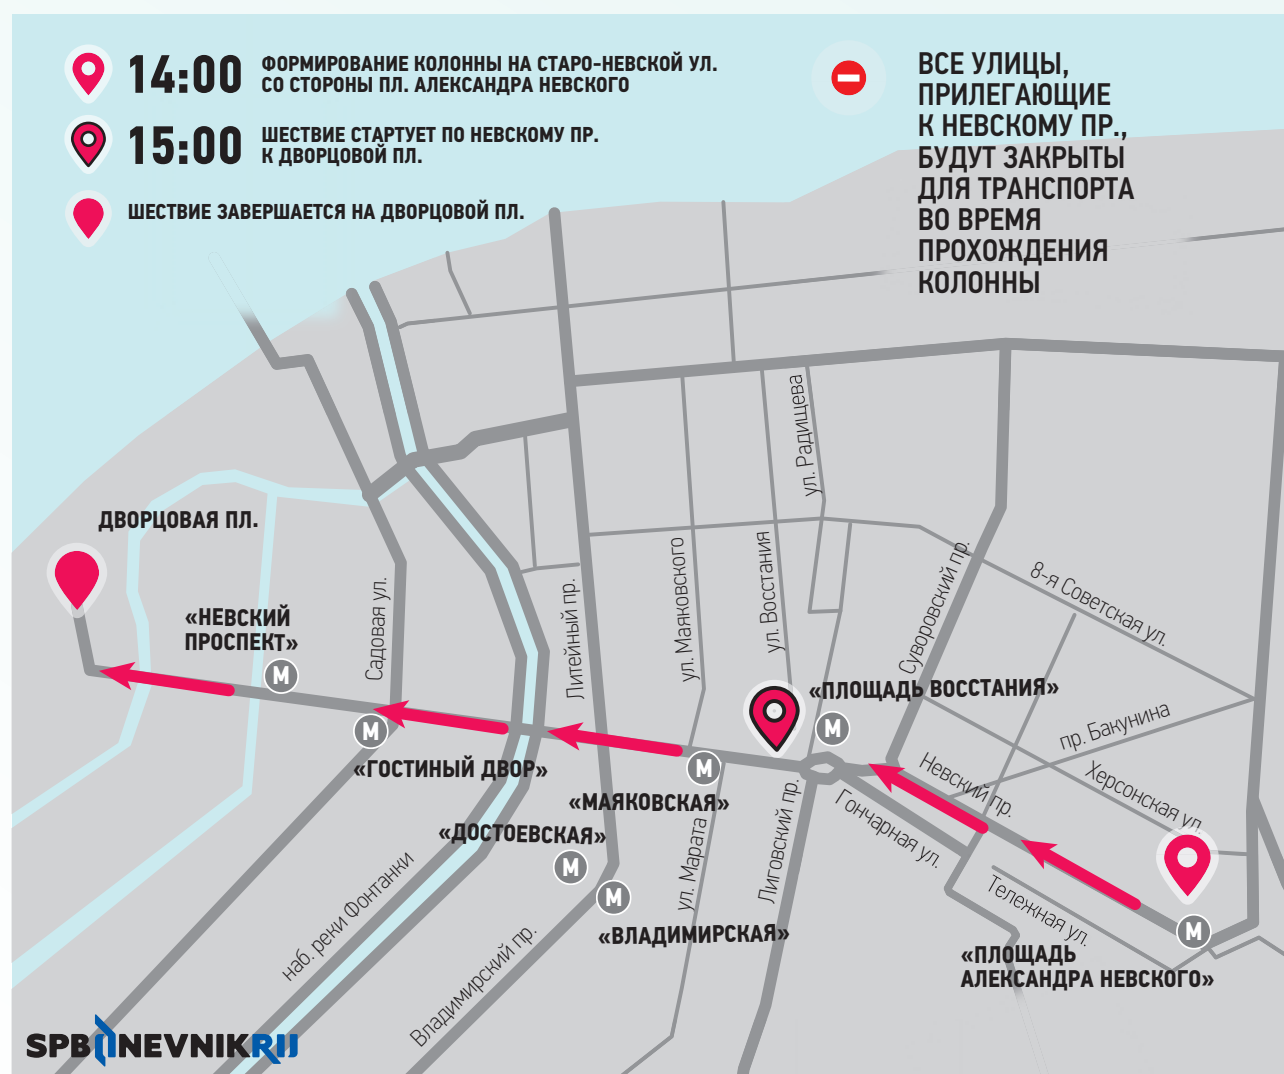 14:00
ФОРМИРОВАНИЕ КОЛОННЫ НА СТАРО-НЕВСКОЙ УЛ.
СО СТОРОНЫ ПЛ. АЛЕКСАНДРА НЕВСКОГО
15:00
ШЕСТВИЕ СТАРТУЕТ ПО НЕВСКОМУ ПР.
К ДВОРЦОВОЙ ПЛ.
ШЕСТВИЕ ЗАВЕРШАЕТСЯ НА ДВОРЦОВОЙ ПЛ.
ВСЕ УЛИЦЫ,
ПРИЛЕГАЮЩИЕ
К НЕВСКОМУ ПР.,
БУДУТ ЗАКРЫТЫ
ДЛЯ ТРАНСПОРТА
ВО ВРЕМЯ
ПРОХОЖДЕНИЯ
КОЛОННЫ
ДВОРЦОВАЯ ПЛ.
«НЕВСКИЙ
ПРОСПЕКТ»
М
Садовая ул.
М
«ГОСТИНЫЙ ДВОР»
Литейный пр.
ул. Маяковского
ул. Восстания
ул. Радищева
Суворовский пр.
8-я Советская ул.
«ПЛОЩАДЬ ВОССТАНИЯ»
М
М
«МАЯКОВСКАЯ»
«ДОСТОЕВСКАЯ»
М
М
«ВЛАДИМИРСКАЯ»
ул. Марата
Лиговский пр.
Гончарная ул.
Невский пр.
пр. Бакунина
Херсонская ул.
Тележная ул.
М
«ПЛОЩАДЬ
АЛЕКСАНДРА НЕВСКОГО»
наб. реки Фонтанки
Владимирский пр.
SPBDNEVNIKRU